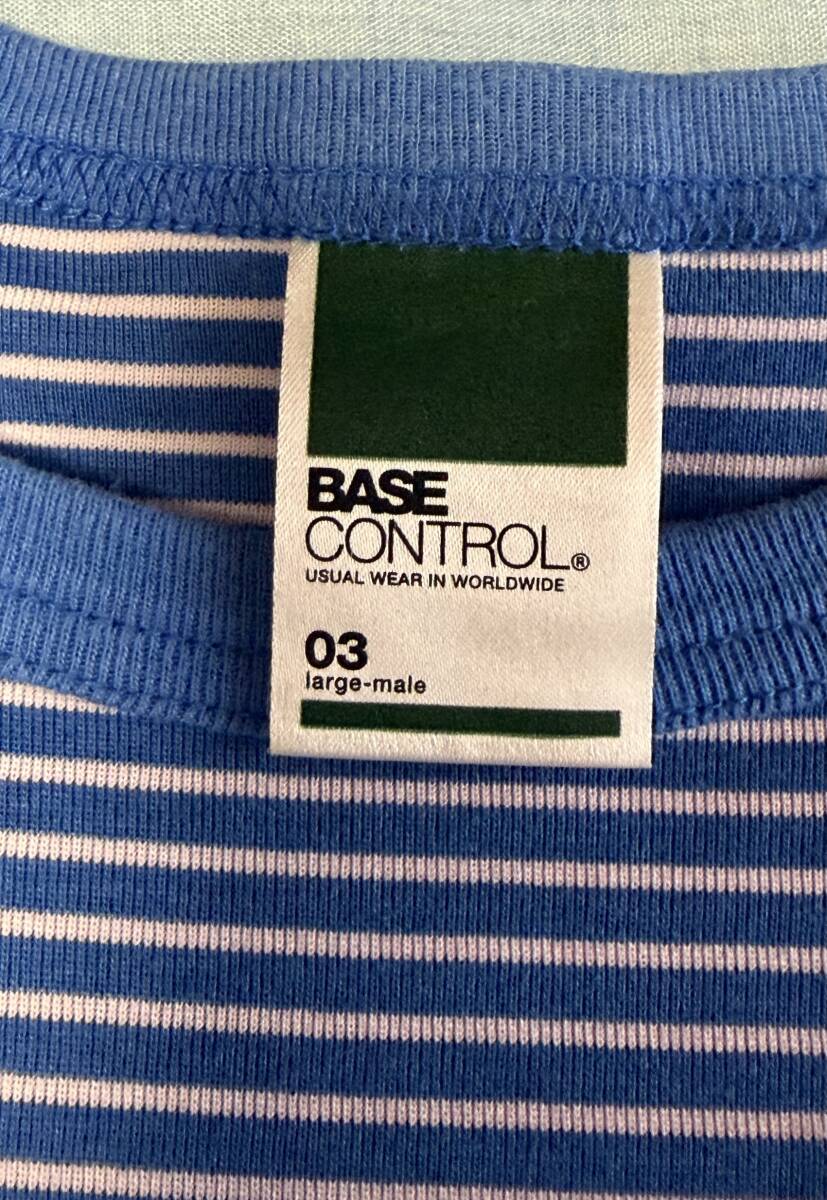 BASE
CONTROL®
USUAL WEAR IN WORLDWIDE
03
large-male